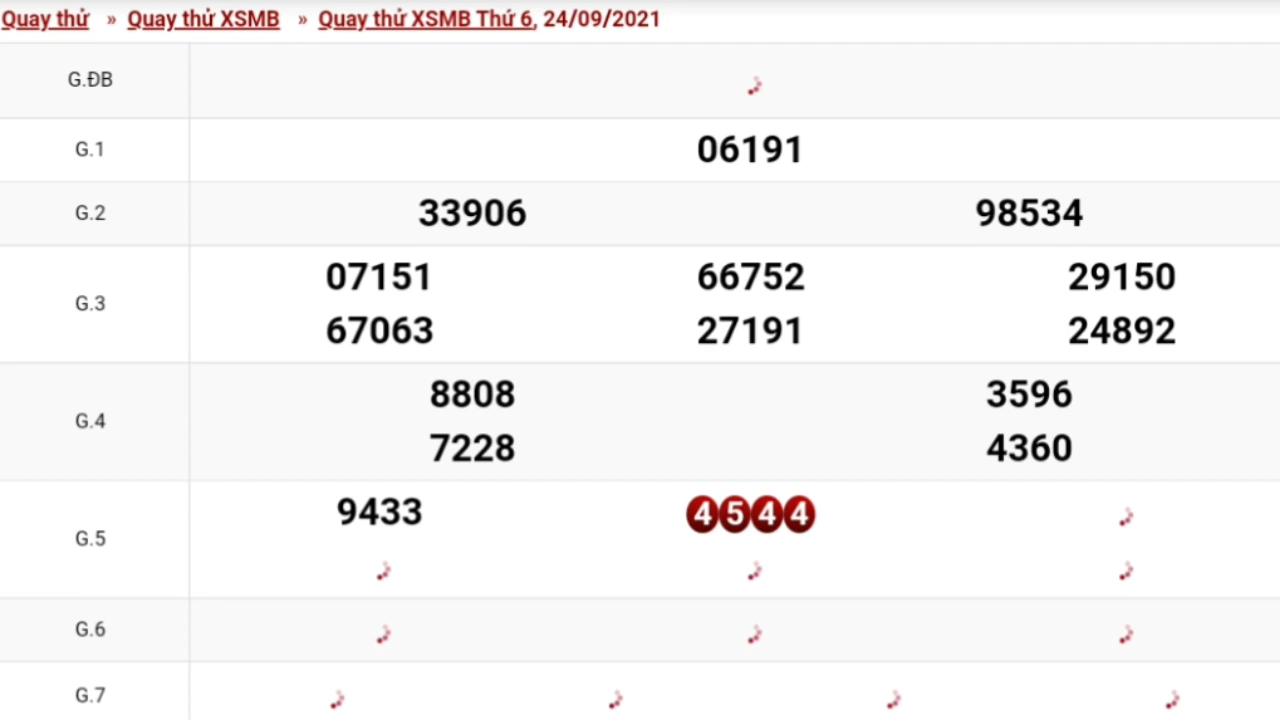 Quay thử » Quay thử XSMB » Quay thử XSMB Thứ 6, 24/09/2021
G.ĐB
G.1 06191
G.2 33906 98534
G.3
07151 66752 29150
67063 27191 24892
G.4
8808 3596
7228 4360
G.5
9433 4544
G.6
G.7